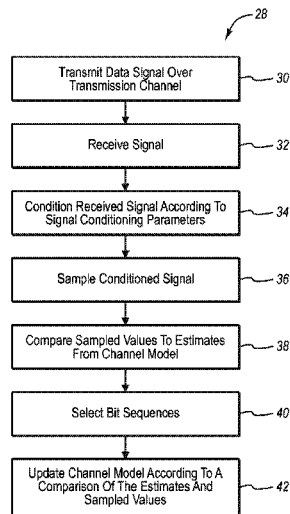 28
Transmit Data Signal Over
Transmission Channel
30
Receive Signal
32
Condition Received Signal According To
Signal Conditioning Parameters
34
Sample Conditioned Signal
36
Compare Sampled Values To Estimates
From Channel Model
38
Select Bit Sequences
40
Update Channel Model According To A
Comparison Of The Estimates And
Sampled Values
42